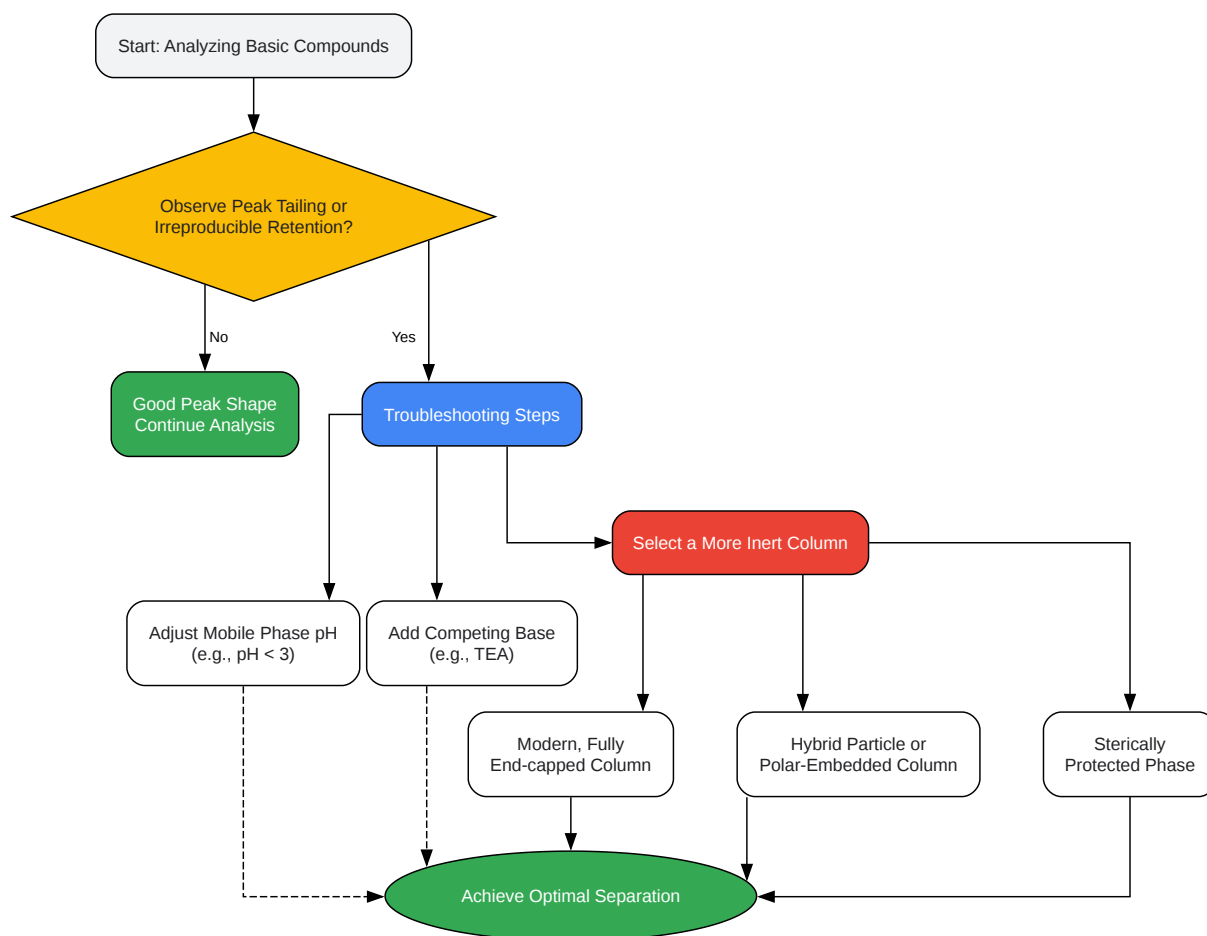 Start: Analyzing Basic Compounds
Observe Peak Tailing or
Irreproducible Retention?
No
Yes
Good Peak Shape
Continue Analysis
Troubleshooting Steps
Select a More Inert Column
Adjust Mobile Phase pH
(e.g., pH < 3)
Add Competing Base
(e.g., TEA)
Modern, Fully
End-capped Column
Hybrid Particle or
Polar-Embedded Column
Sterically
Protected Phase
Achieve Optimal Separation